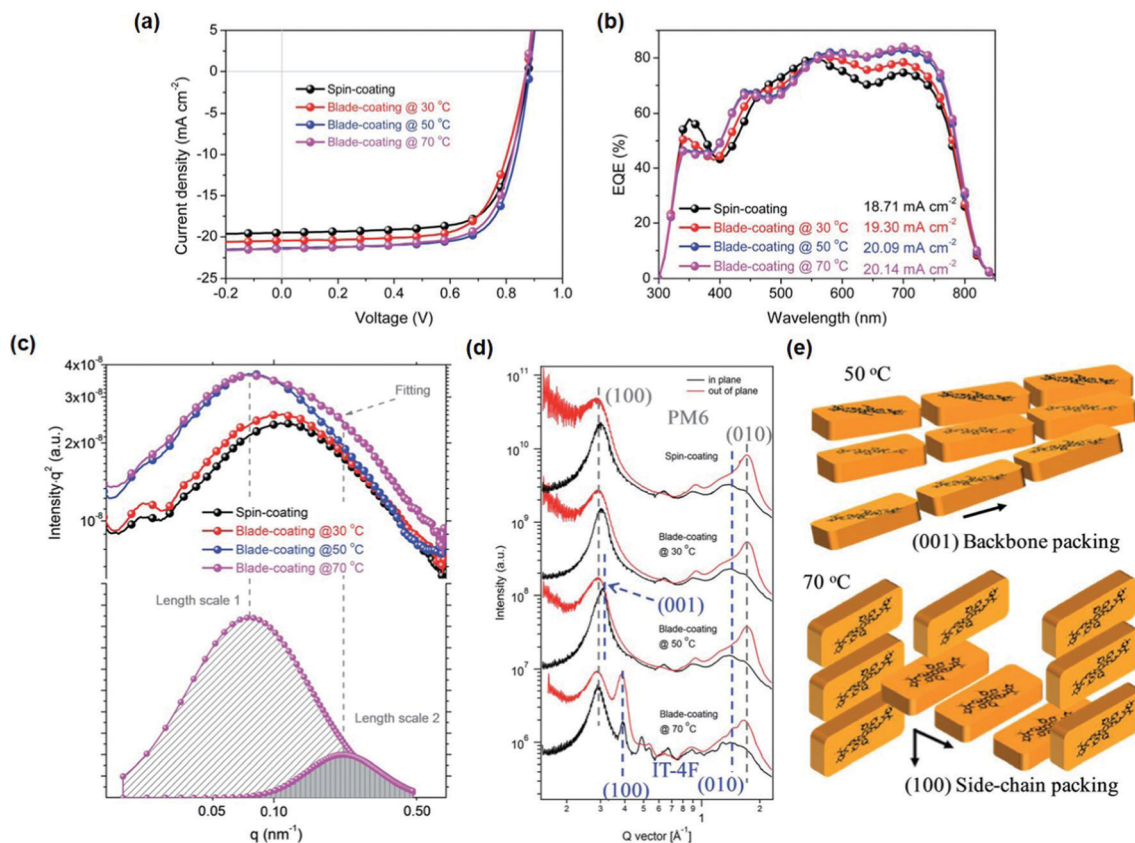 (a)
5
0
-5
-10
-15
-20
-25
-0.2 0.0 0.2 0.4 0.6 0.8 1.0
Current density (mA cm⁻²)
Voltage (V)
Spin-coating
Blade-coating @ 30 °C
Blade-coating @ 50 °C
Blade-coating @ 70 °C
(b)
80
60
40
20
0
300 400 500 600 700 800
EQE (%)
Wavelength (nm)
Spin-coating 18.71 mA cm⁻²
Blade-coating @ 30 °C 19.30 mA cm⁻²
Blade-coating @ 50 °C 20.09 mA cm⁻²
Blade-coating @ 70 °C 20.14 mA cm⁻²
(c)
4x10⁻⁸
2x10⁻⁸
10⁻⁸
Intensity·q² (a.u.)
Fitting
Spin-coating
Blade-coating @30 °C
Blade-coating @50 °C
Blade-coating @70 °C
Length scale 1
Length scale 2
0.05 0.10 0.50
q (nm⁻¹)
(d)
in plane
out of plane
(100)
PM6
(010)
Spin-coating
Blade-coating
@ 30 °C
(001)
Blade-coating
@ 50 °C
Blade-coating
@ 70 °C
IT-4F
(100)
(010)
10¹¹
10¹⁰
10⁹
10⁸
10⁷
10⁶
Intensity (a.u.)
2 3 4 5 6 7 8 9 1 2
Q vector [Å⁻¹]
(e)
50 °C
(001) Backbone packing
70 °C
(100) Side-chain packing